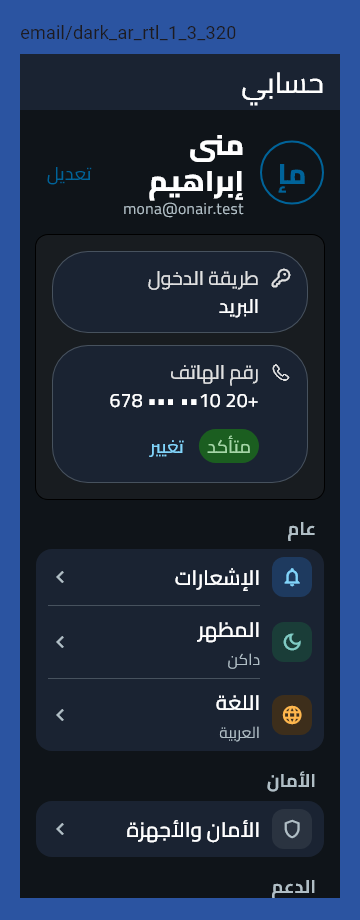 email/dark_ar_rtl_1_3_320
حسابي
مإ
منى
إبراهيم
mona@onair.test
تعديل
طريقة الدخول
البريد
رقم الهاتف
+20 10•• ••• 678
متأكد
تغيير
عام
الإشعارات
المظهر
داكن
اللغة
العربية
الأمان
الأمان والأجهزة
الدعم